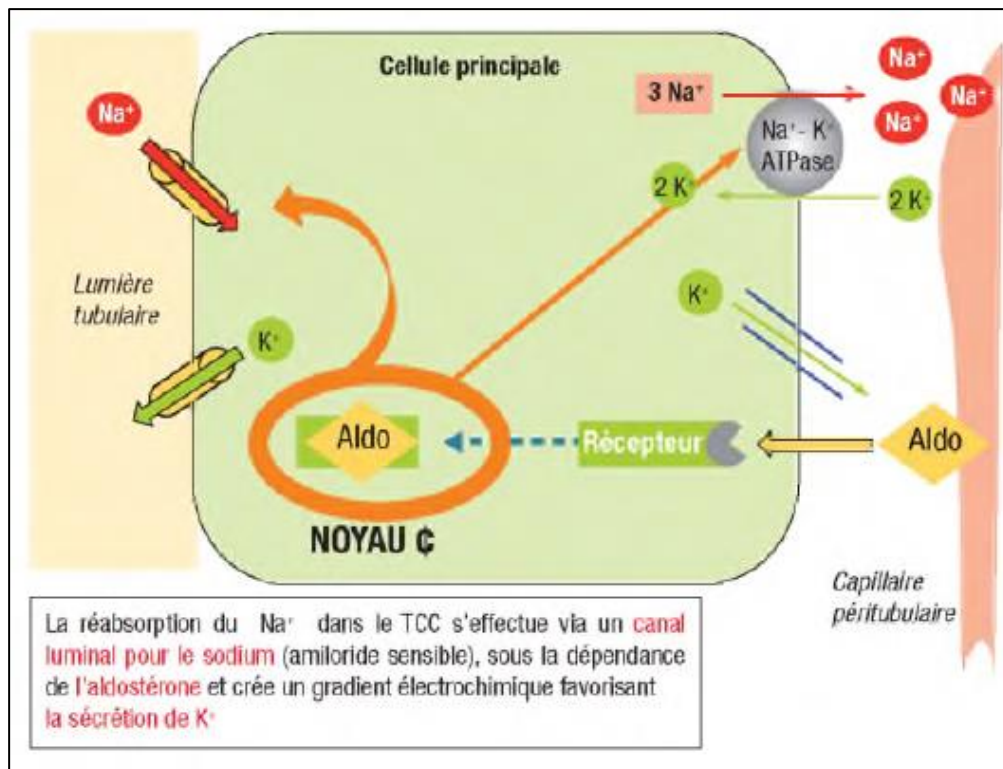 Cellule principale
Na⁺
3 Na⁺
Na⁺
Na⁺
Na⁺
Na⁺- K⁺
ATPase
2 K⁺
2 K⁺
K⁺
Lumière
tubulaire
K⁺
Aldo
Récepteur
Aldo
NOYAU ¢
Capillaire
péritubulaire
La réabsorption du Na⁺ dans le TCC s'effectue via un canal
luminal pour le sodium (amiloride sensible), sous la dépendance
de l'aldostérone et crée un gradient électrochimique favorisant
la sécrétion de K⁺